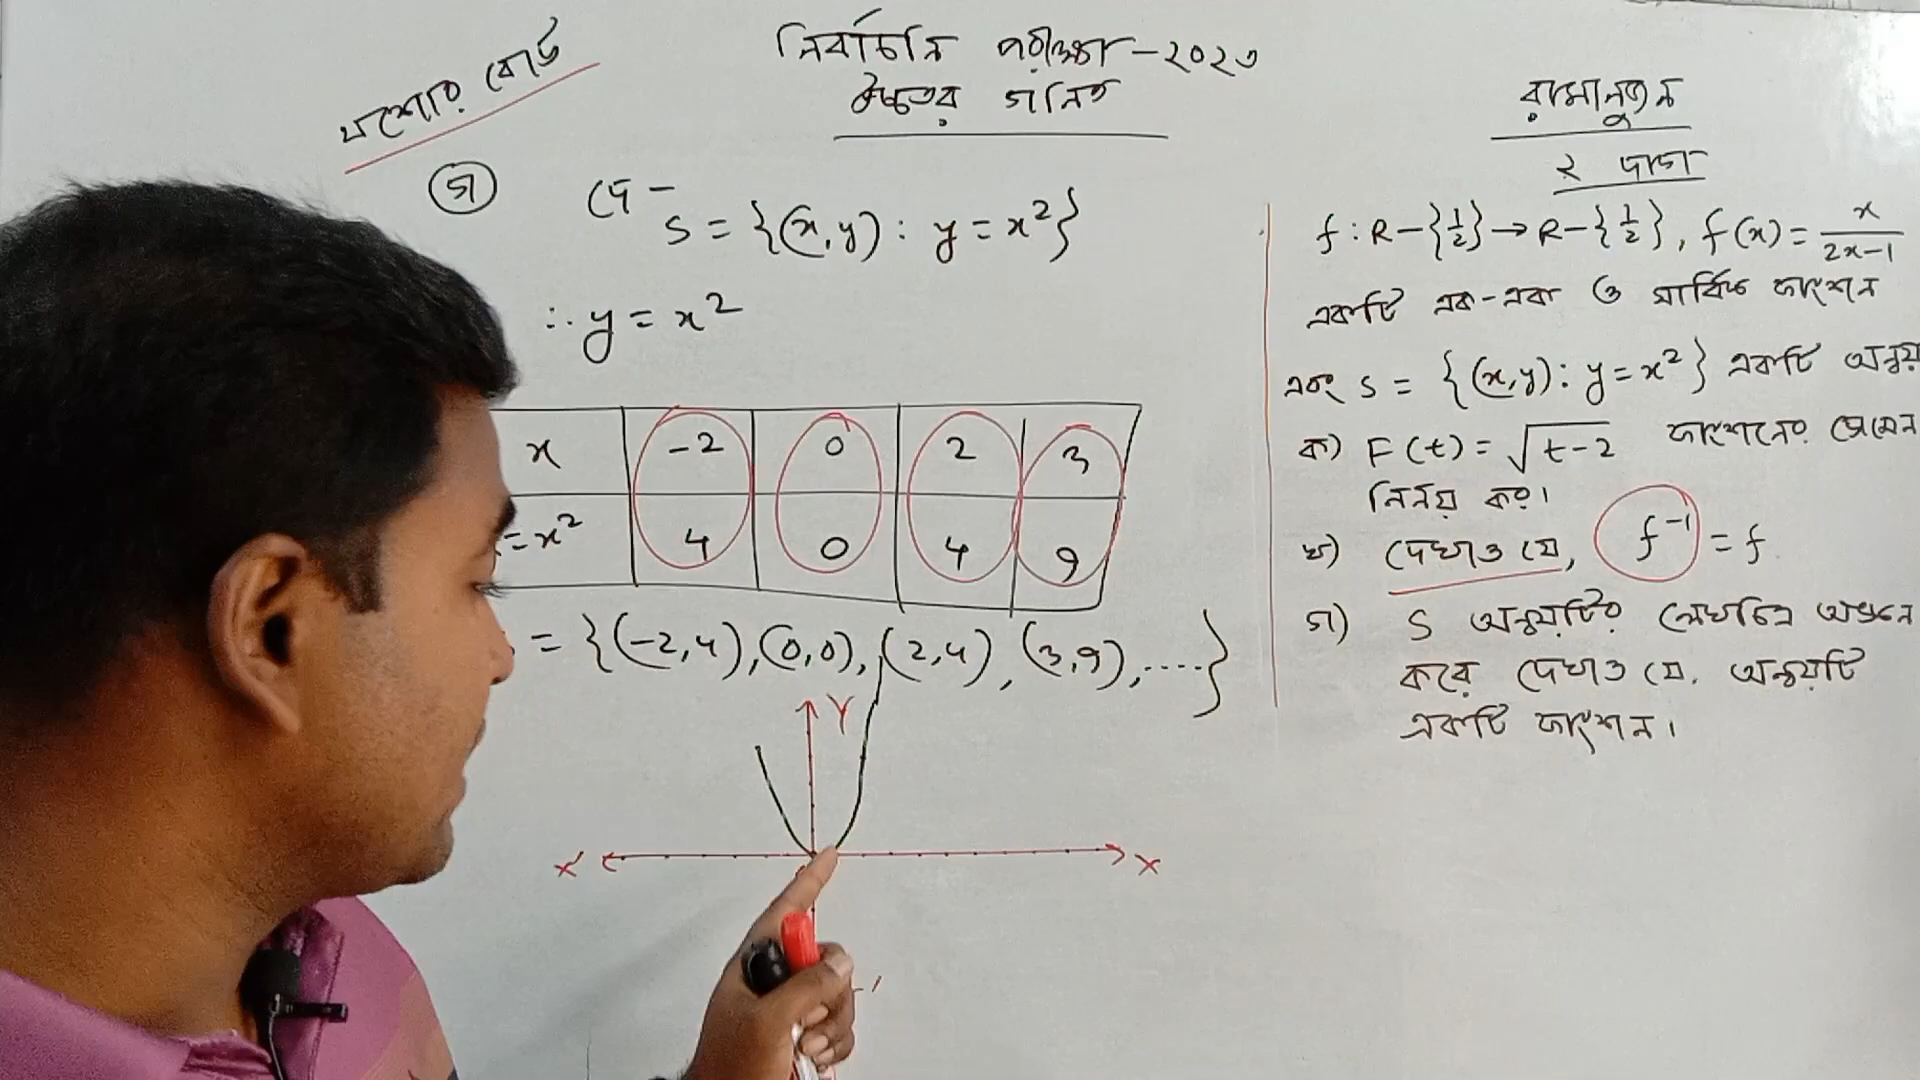 যশোর বোর্ড
নির্বাচনি পরীক্ষা-২০২৩
উচ্চতর গনিত
রামানুজন
২ দাগ
গ
দে-
S = {(x, y) : y = x²}
∴ y = x²
x -2 0 2 3
= x² 4 0 4 9
= {(-2,4), (0,0), (2,4), (3,9), .....}
Y
X' X
f : R - {1/2} → R - {1/2}, f(x) = x/(2x-1)
একটি এক-এক ও সার্বিক ফাংশন
এবং S = {(x, y) : y = x²} একটি অন্বয়
ক) F(t) = √(t-2) ফাংশনের ডোমেন
নির্নয় কর।
খ) দেখাও যে, f⁻¹ = f
গ) S অন্বয়টির লেখচিত্র অঙ্কন
করে দেখাও যে, অন্বয়টি
একটি ফাংশন।